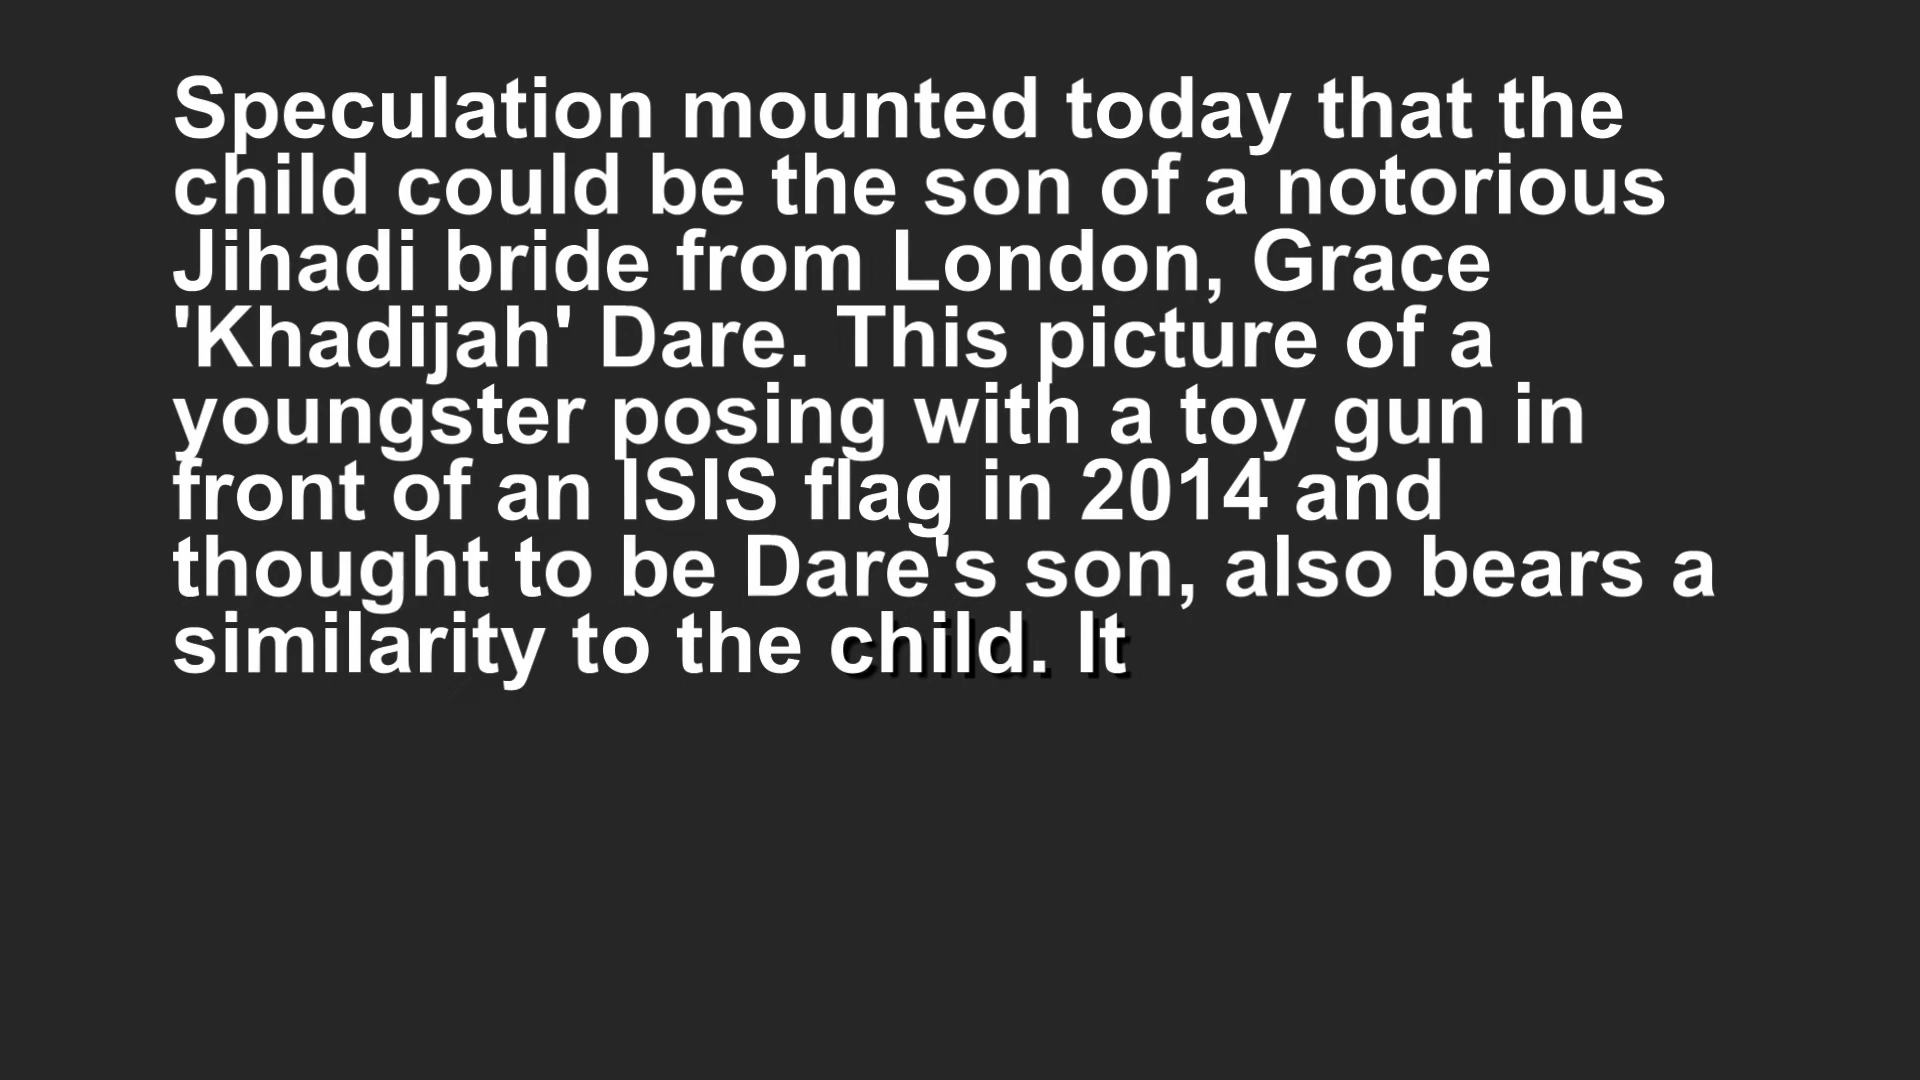 Speculation mounted today that the
child could be the son of a notorious
Jihadi bride from London, Grace
'Khadijah' Dare. This picture of a
youngster posing with a toy gun in
front of an ISIS flag in 2014 and
thought to be Dare's son, also bears a
similarity to the child. It